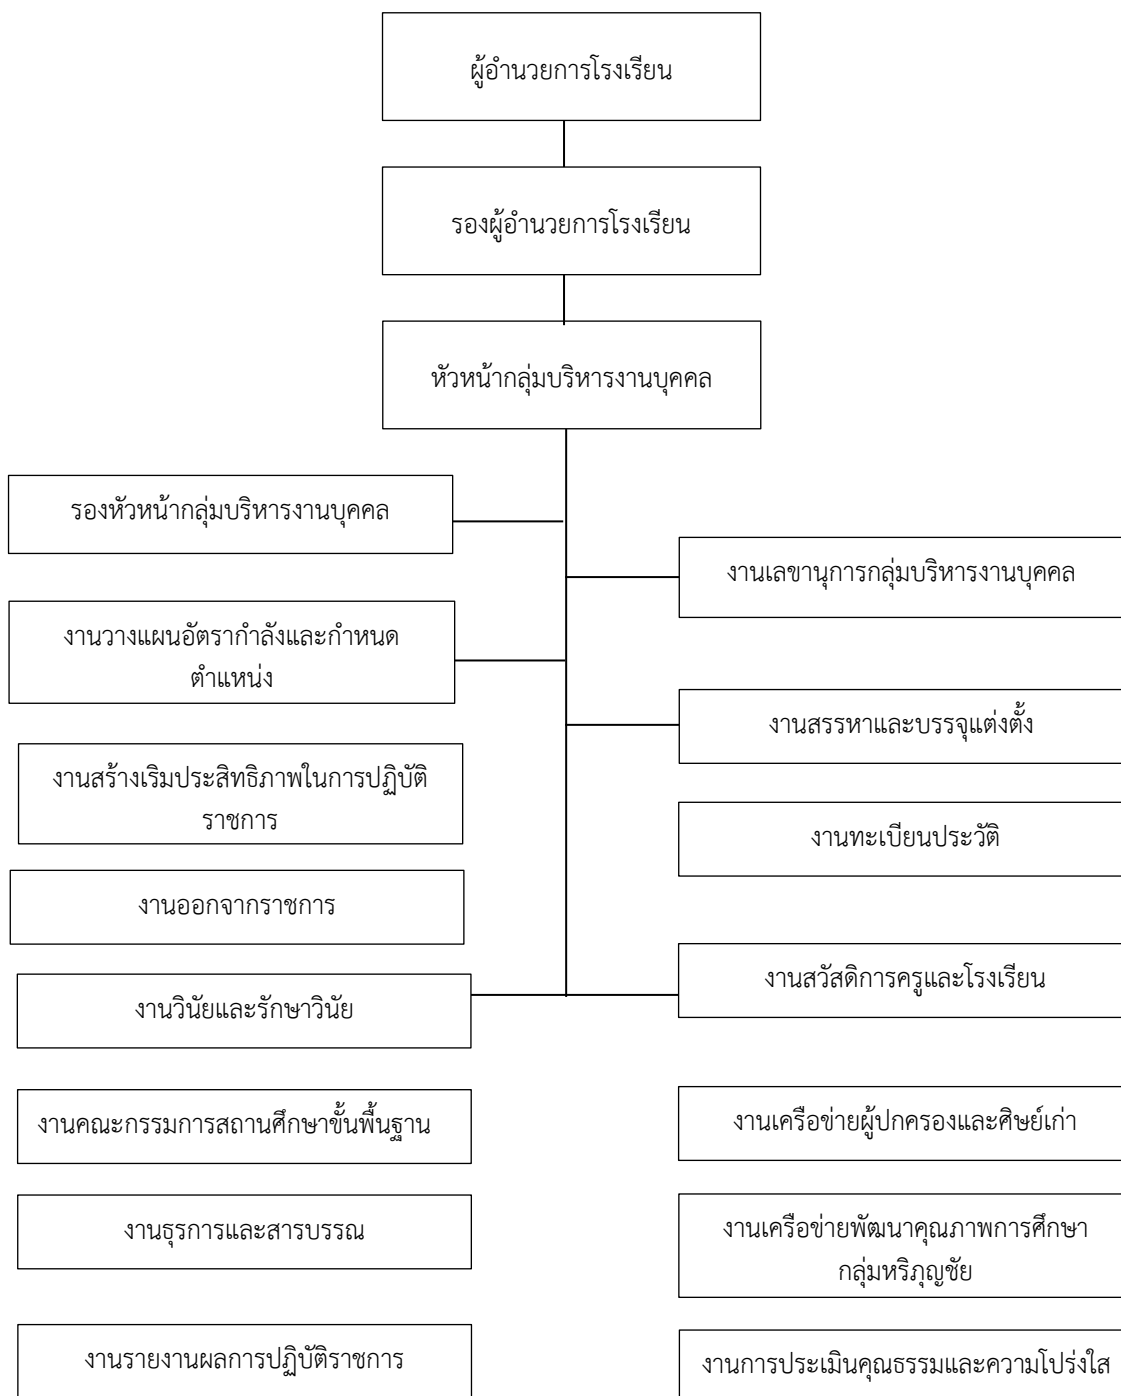 ผู้อำนวยการโรงเรียน
รองผู้อำนวยการโรงเรียน
หัวหน้ากลุ่มบริหารงานบุคคล
รองหัวหน้ากลุ่มบริหารงานบุคคล
งานเลขานุการกลุ่มบริหารงานบุคคล
งานวางแผนอัตรากำลังและกำหนด
ตำแหน่ง
งานสรรหาและบรรจุแต่งตั้ง
งานสร้างเริมประสิทธิภาพในการปฏิบัติ
ราชการ
งานทะเบียนประวัติ
งานออกจากราชการ
งานสวัสดิการครูและโรงเรียน
งานวินัยและรักษาวินัย
งานคณะกรรมการสถานศึกษาขั้นพื้นฐาน
งานเครือข่ายผู้ปกครองและศิษย์เก่า
งานธุรการและสารบรรณ
งานเครือข่ายพัฒนาคุณภาพการศึกษา
กลุ่มหริภุญชัย
งานรายงานผลการปฏิบัติราชการ
งานการประเมินคุณธรรมและความโปร่งใส